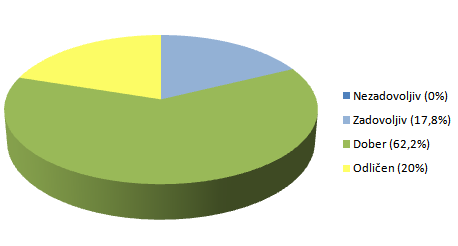 Nezadovoljiv (0%)
Zadovoljiv (17,8%)
Dober (62,2%)
Odličen (20%)